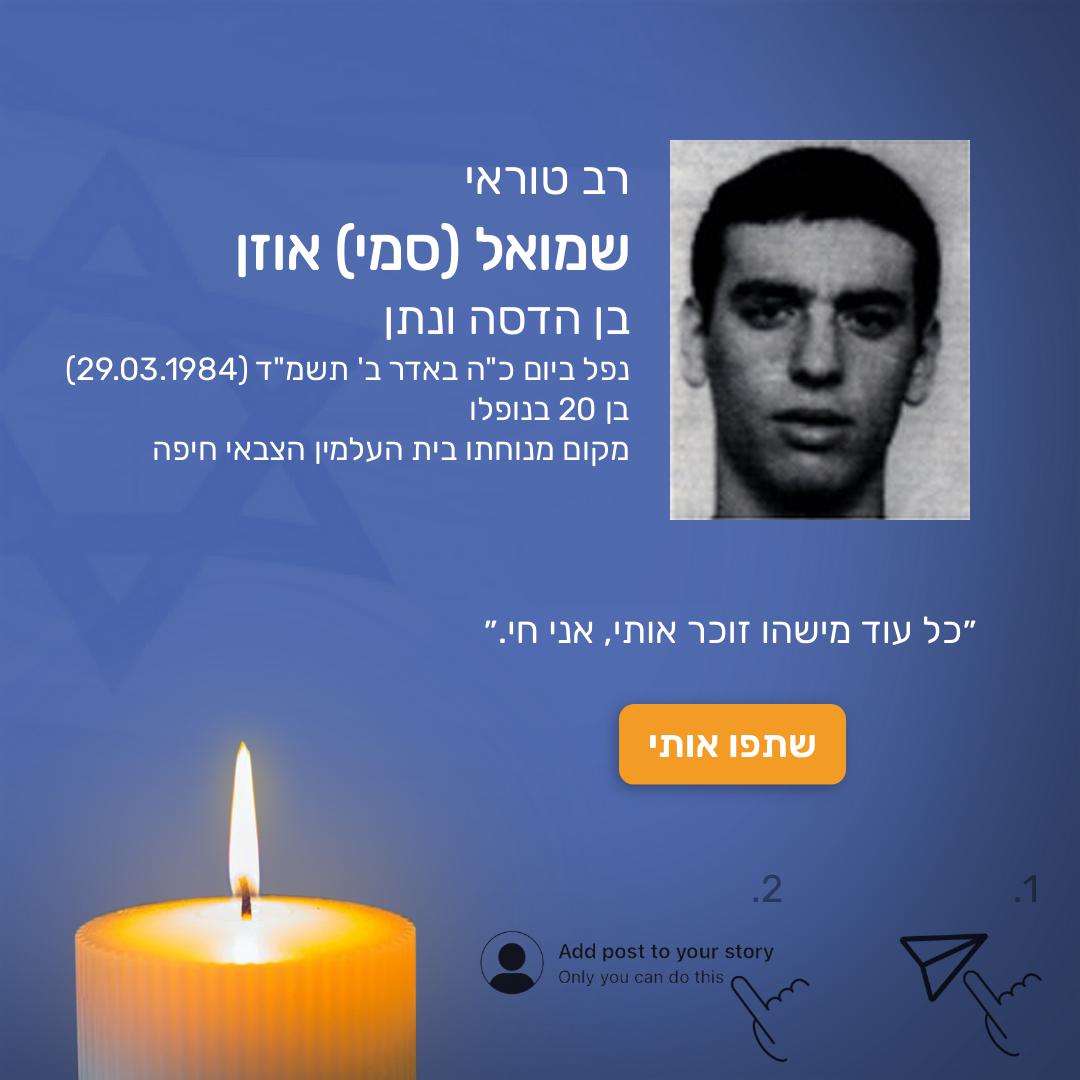 רב טוראי
שמואל (סמי) אוזן
בן הדסה ונתן
נפל ביום כ"ה באדר ב' תשמ"ד (29.03.1984)
בן 20 בנופלו
מקום מנוחתו בית העלמין הצבאי חיפה
"כל עוד מישהו זוכר אותי, אני חי."
שתפו אותי
1.
2.
Add post to your story
Only you can do this